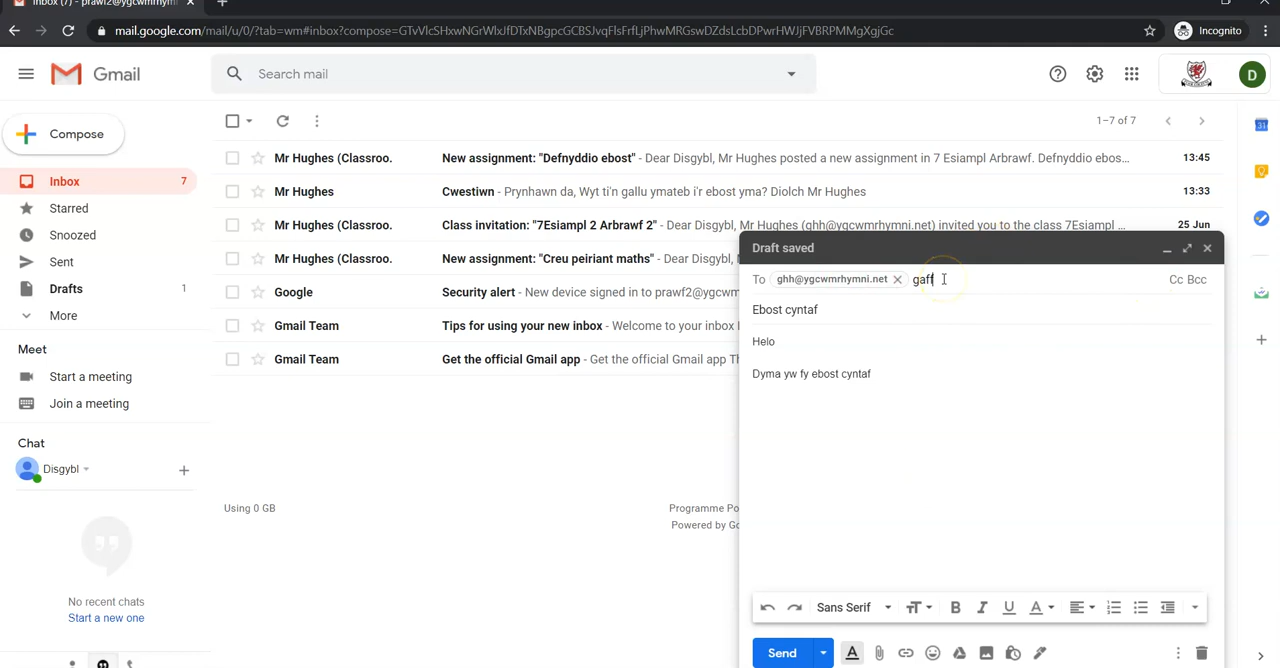 Inbox (7) - prawf2@ygcwmrhymn
mail.google.com/mail/u/0/?tab=wm#inbox?compose=GTvVlcSHxwNGrWlxJfDTxNBgpcGCBSJvqFlsFrfLjPhwMRGswDZdsLcbDPwrHWJjFVBRPMMgXgjGc
Incognito
Gmail
Search mail
D
Compose
1–7 of 7
Inbox 7
Starred
Snoozed
Sent
Drafts 1
More
Meet
Start a meeting
Join a meeting
Chat
Disgybl
No recent chats
Start a new chat
Mr Hughes (Classroo. New assignment: "Defnyddio ebost" - Dear Disgybl, Mr Hughes posted a new assignment in 7 Esiampl Arbrawf. Defnyddio ebos... 13:45
Mr Hughes Cwestiwn - Prynhawn da, Wyt ti'n gallu ymateb i'r ebost yma? Diolch Mr Hughes 13:33
Mr Hughes (Classroo. Class invitation: "7Esiampl 2 Arbrawf 2" - Dear Disgybl, Mr Hughes (ghh@ygcwmrhymni.net) invited you to the class 7Esiampl ... 25 Jun
Mr Hughes (Classroo. New assignment: "Creu peiriant maths" - Dear Disgybl,
Google Security alert - New device signed in to prawf2@ygcwm
Gmail Team Tips for using your new inbox - Welcome to your inbox
Gmail Team Get the official Gmail app - Get the official Gmail app Th
Using 0 GB
Programme Po
Powered by Go
Draft saved
To ghh@ygcwmrhymni.net gaff Cc Bcc
Ebost cyntaf
Helo
Dyma yw fy ebost cyntaf
Sans Serif
Send
31